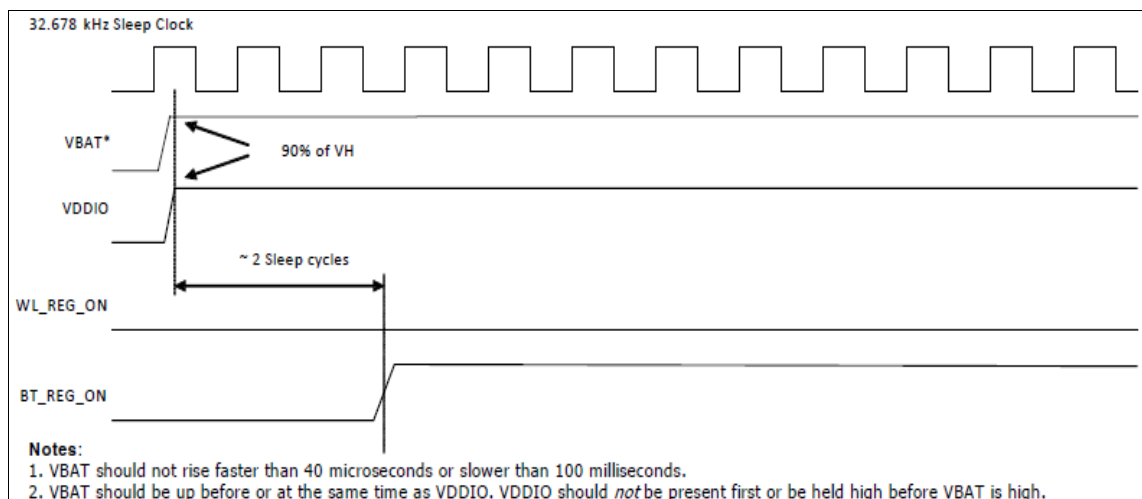 32.678 kHz Sleep Clock
VBAT*
90% of VH
VDDIO
~ 2 Sleep cycles
WL_REG_ON
BT_REG_ON
Notes:
1. VBAT should not rise faster than 40 microseconds or slower than 100 milliseconds.
2. VBAT should be up before or at the same time as VDDIO. VDDIO should not be present first or be held high before VBAT is high.